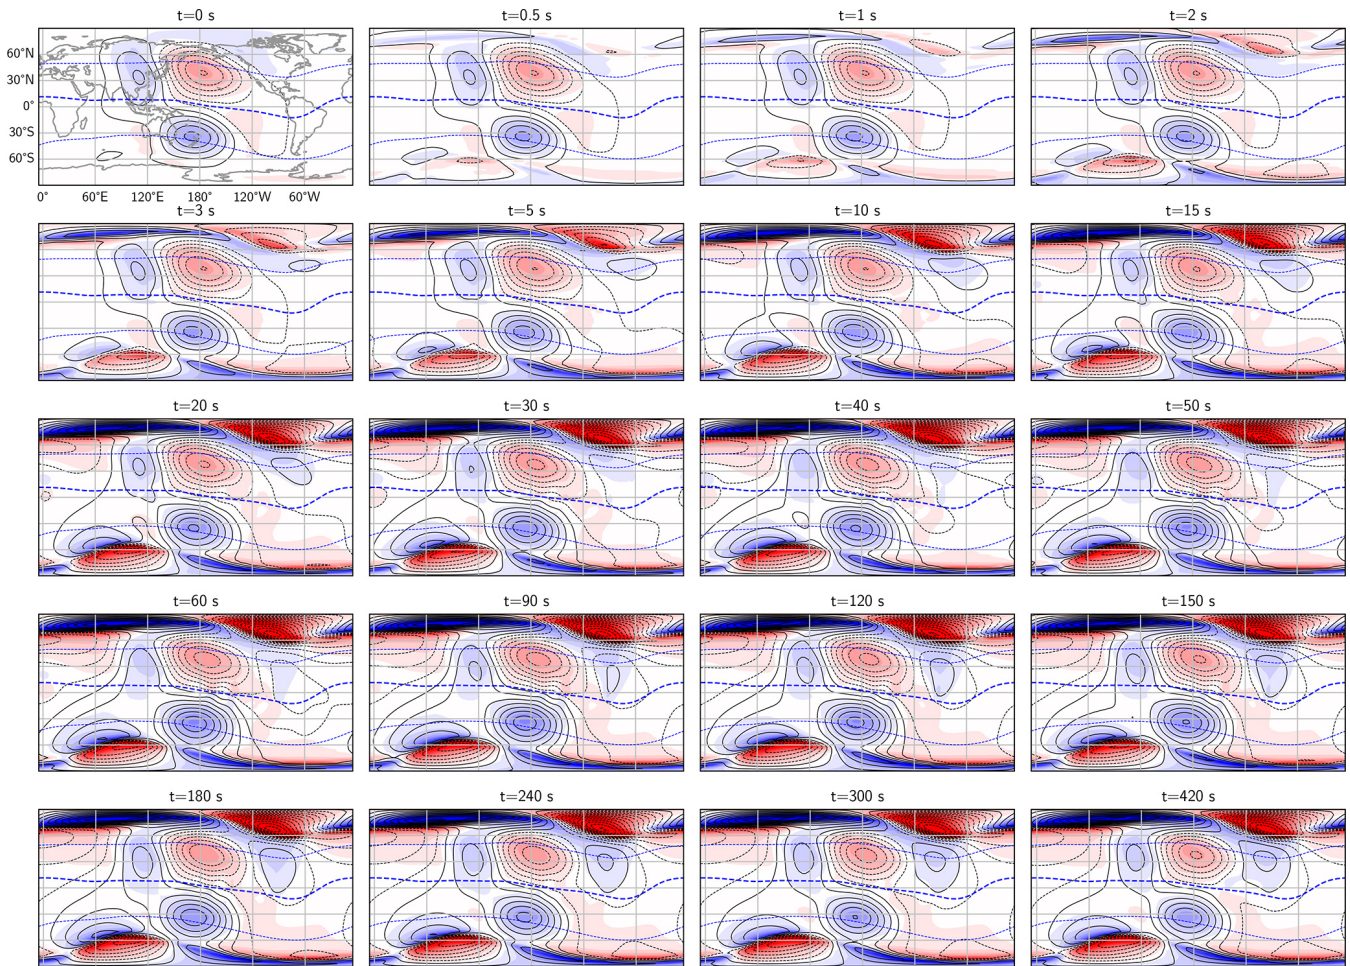 t=0 s
t=0.5 s
t=1 s
t=2 s
60°N
30°N
0°
30°S
60°S
0°
60°E
120°E
180°
120°W
60°W
t=3 s
t=5 s
t=10 s
t=15 s
t=20 s
t=30 s
t=40 s
t=50 s
t=60 s
t=90 s
t=120 s
t=150 s
t=180 s
t=240 s
t=300 s
t=420 s